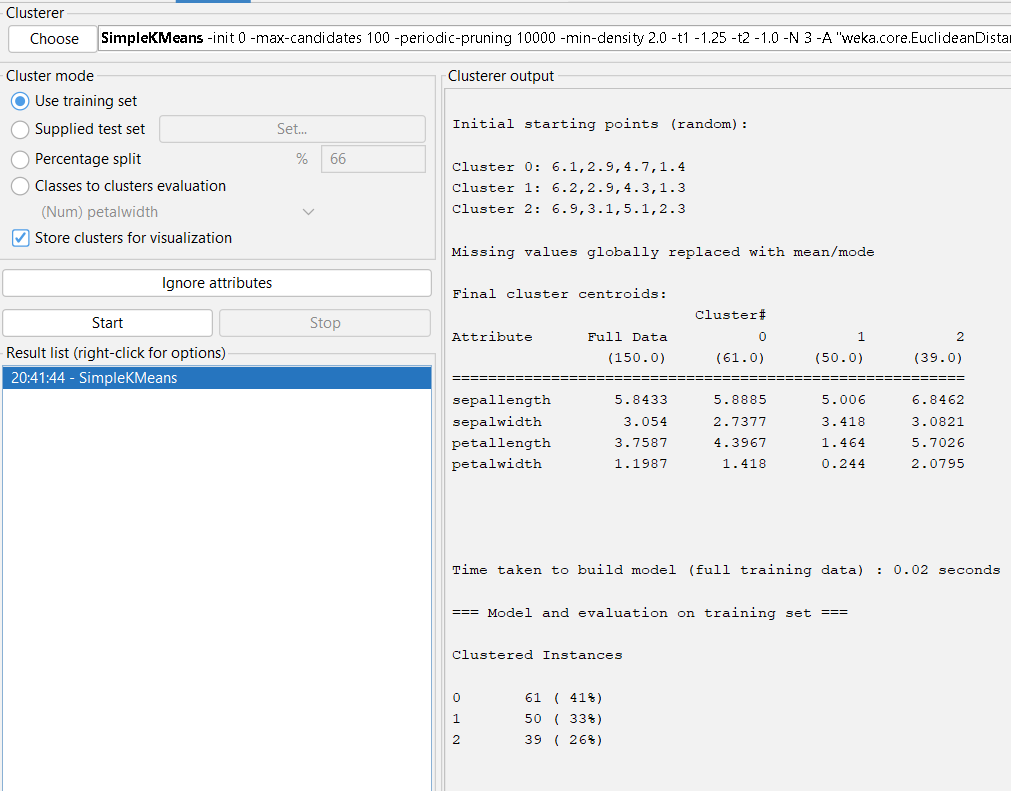 Clusterer
Choose SimpleKMeans -init 0 -max-candidates 100 -periodic-pruning 10000 -min-density 2.0 -t1 -1.25 -t2 -1.0 -N 3 -A "weka.core.EuclideanDistan
Cluster mode
Use training set
Supplied test set Set...
Percentage split % 66
Classes to clusters evaluation
(Num) petalwidth
Store clusters for visualization
Ignore attributes
Start Stop
Result list (right-click for options)
20:41:44 - SimpleKMeans
Clusterer output
Initial starting points (random):
Cluster 0: 6.1,2.9,4.7,1.4
Cluster 1: 6.2,2.9,4.3,1.3
Cluster 2: 6.9,3.1,5.1,2.3
Missing values globally replaced with mean/mode
Final cluster centroids:
Cluster#
Attribute Full Data 0 1 2
(150.0) (61.0) (50.0) (39.0)
==========================================================
sepallength 5.8433 5.8885 5.006 6.8462
sepalwidth 3.054 2.7377 3.418 3.0821
petallength 3.7587 4.3967 1.464 5.7026
petalwidth 1.1987 1.418 0.244 2.0795
Time taken to build model (full training data) : 0.02 seconds
=== Model and evaluation on training set ===
Clustered Instances
0 61 ( 41%)
1 50 ( 33%)
2 39 ( 26%)